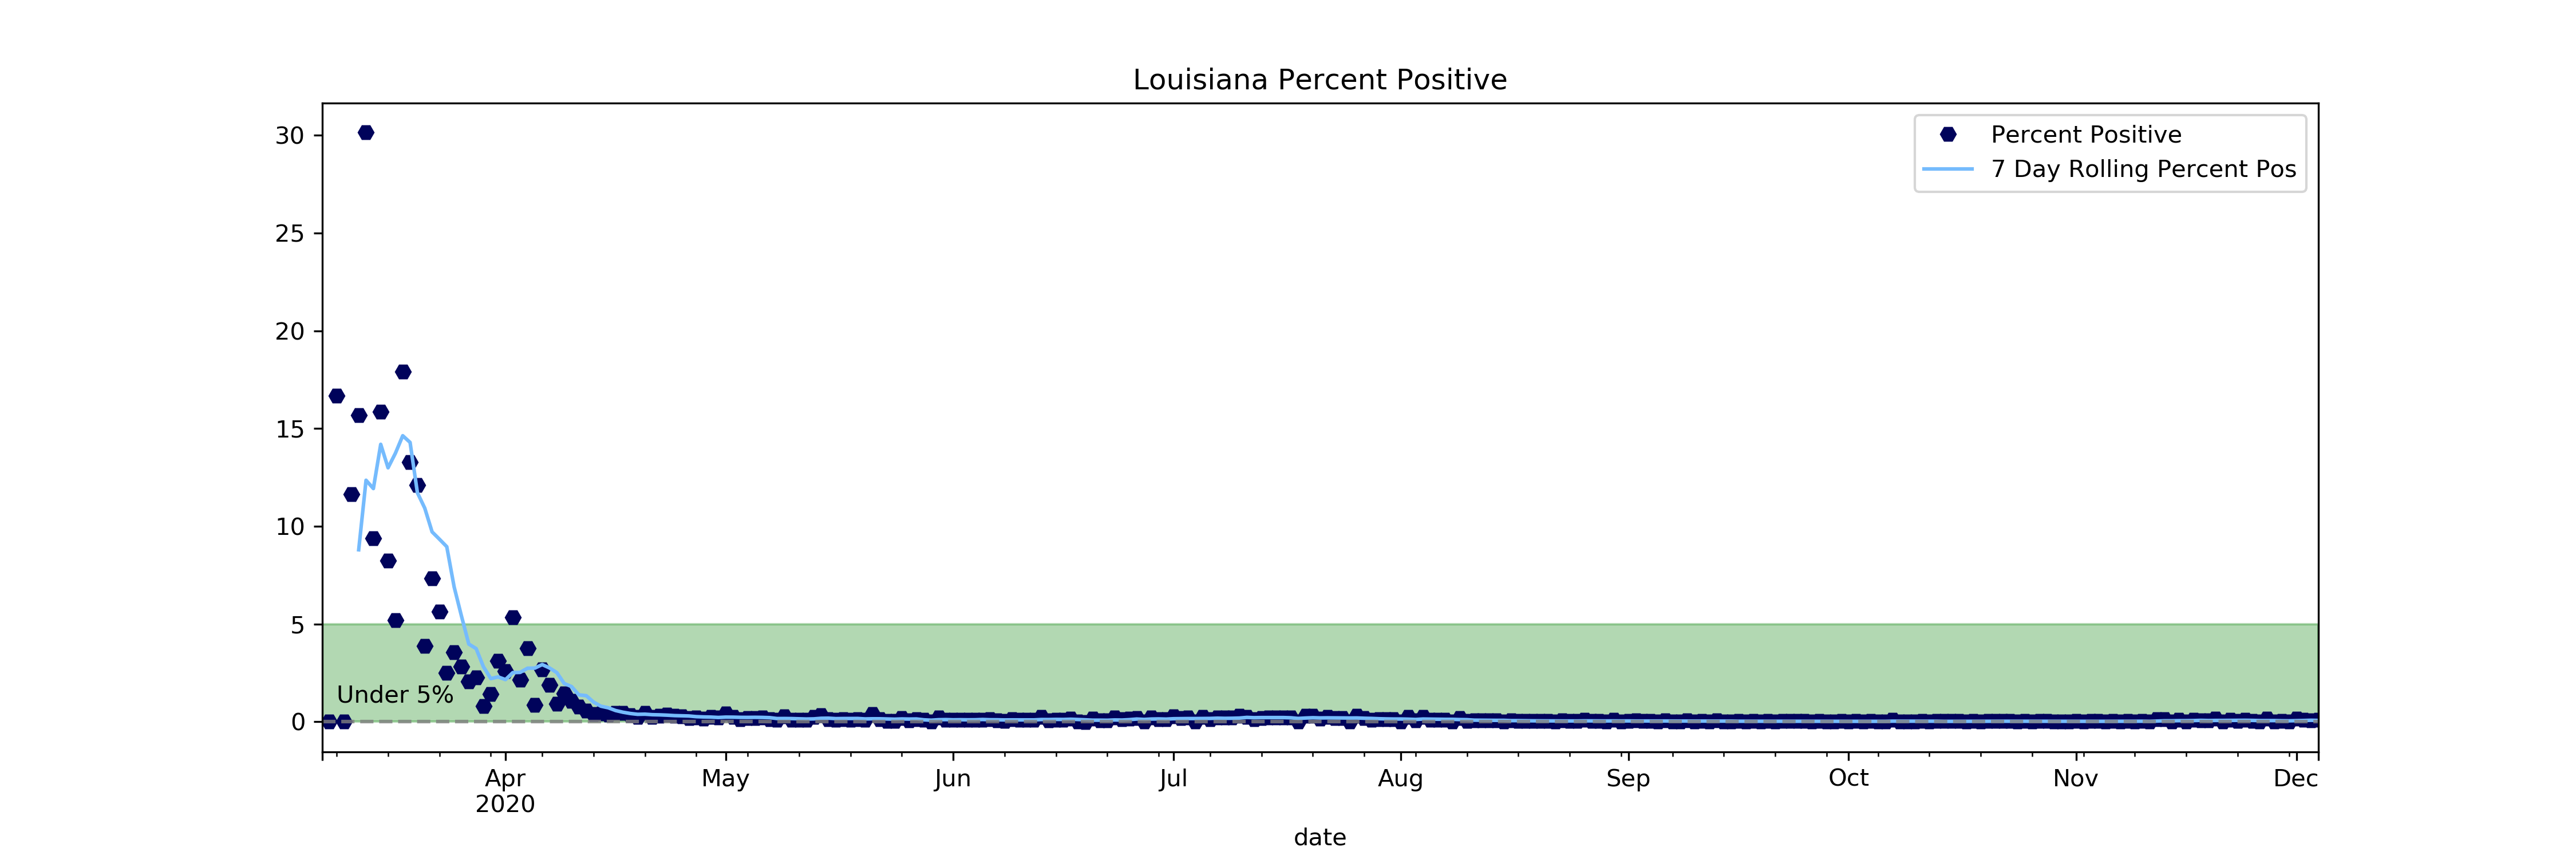 Louisiana Percent Positive
30
25
20
15
10
5
0
Percent Positive
7 Day Rolling Percent Pos
Under 5%
Apr
2020
May
Jun
Jul
Aug
Sep
Oct
Nov
Dec
date